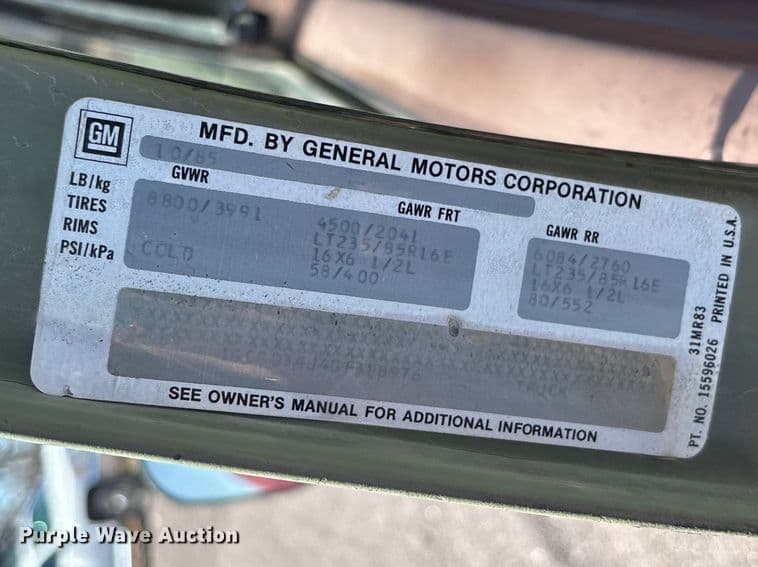 GM
MFD. BY GENERAL MOTORS CORPORATION
10/85
GVWR GAWR FRT GAWR RR
LB/kg 8800/3991 4500/2041 6084/2760
TIRES LT235/85R16E LT235/85R16E
RIMS 16X6 1/2L 16X6 1/2L
PSI/kPa COLD 58/400 80/552
TRUCK
SEE OWNER'S MANUAL FOR ADDITIONAL INFORMATION
31MR83
PT. NO. 15596026 PRINTED IN U.S.A.
Purple Wave Auction